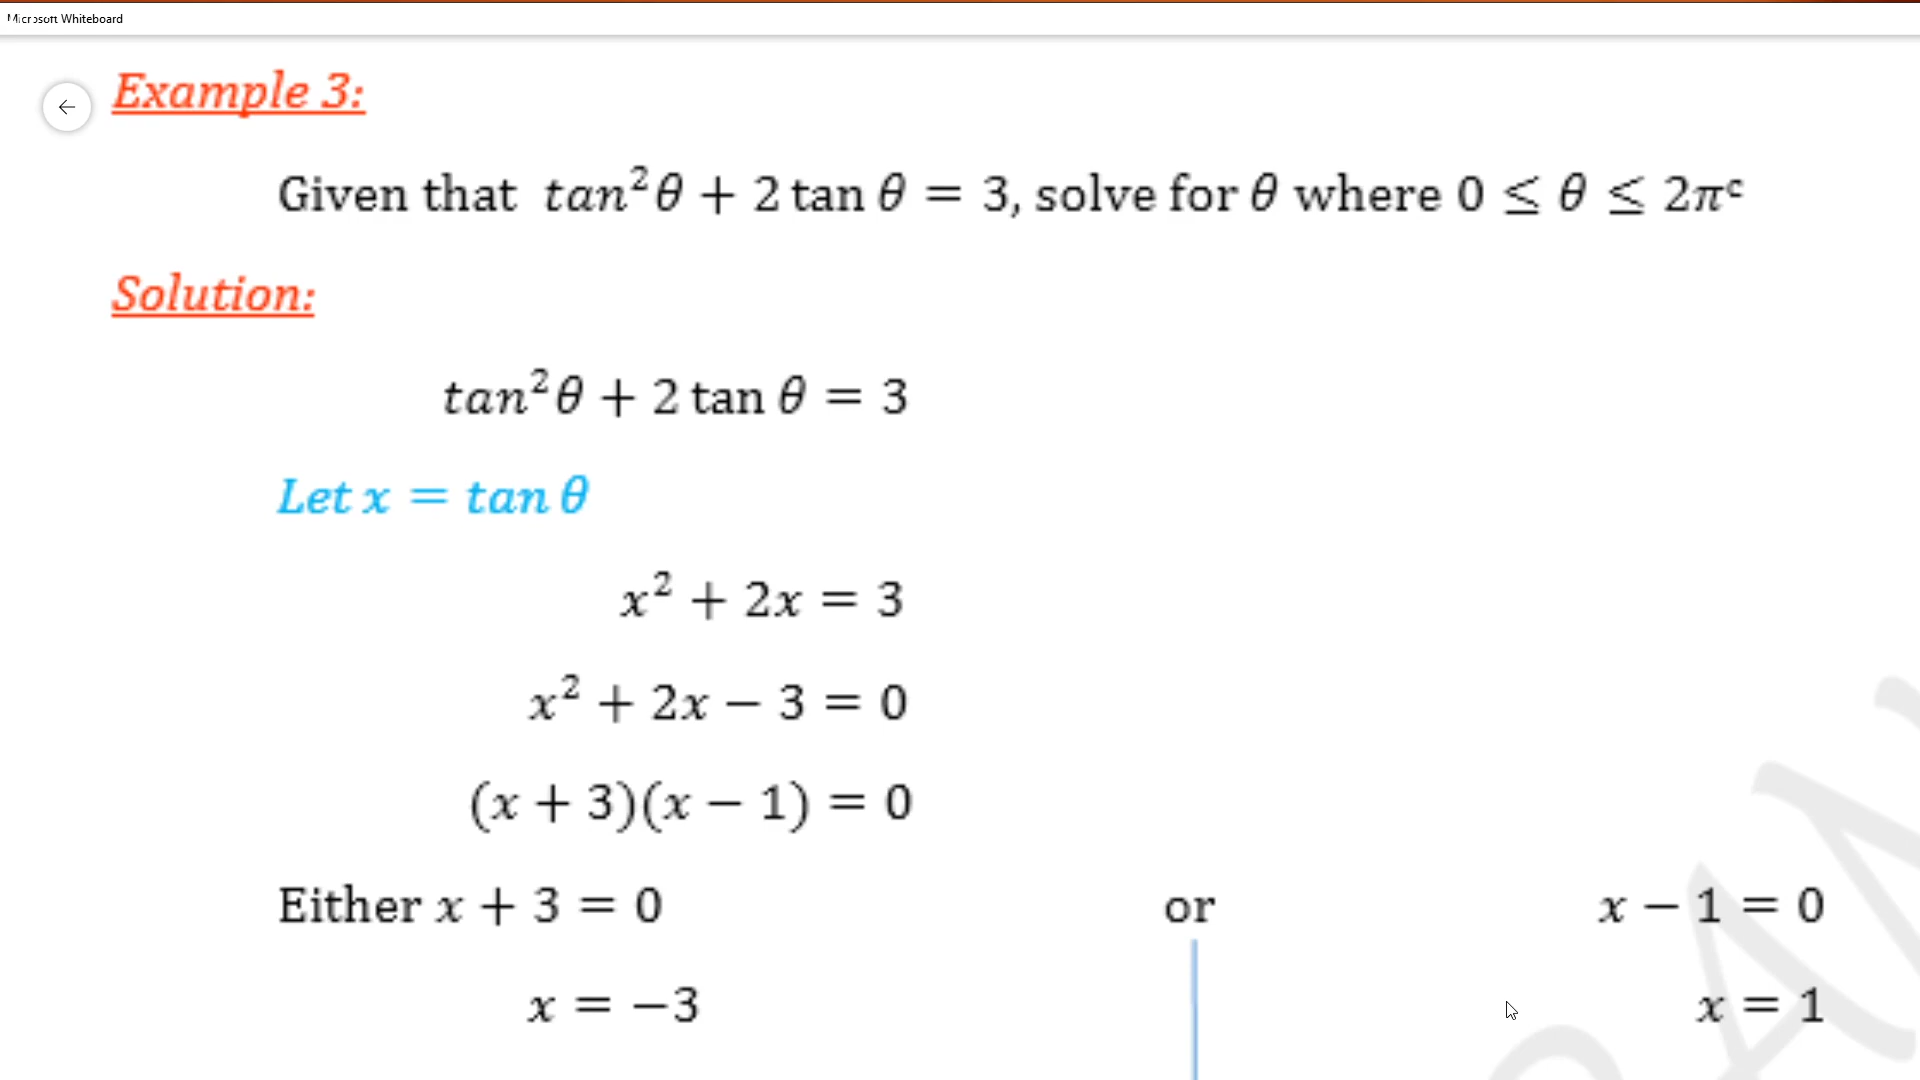 Microsoft Whiteboard
Example 3:
Given that tan²θ + 2 tan θ = 3, solve for θ where 0 ≤ θ ≤ 2πᶜ
Solution:
tan²θ + 2 tan θ = 3
Let x = tan θ
x² + 2x = 3
x² + 2x − 3 = 0
(x + 3)(x − 1) = 0
Either x + 3 = 0 or x − 1 = 0
x = −3 x = 1